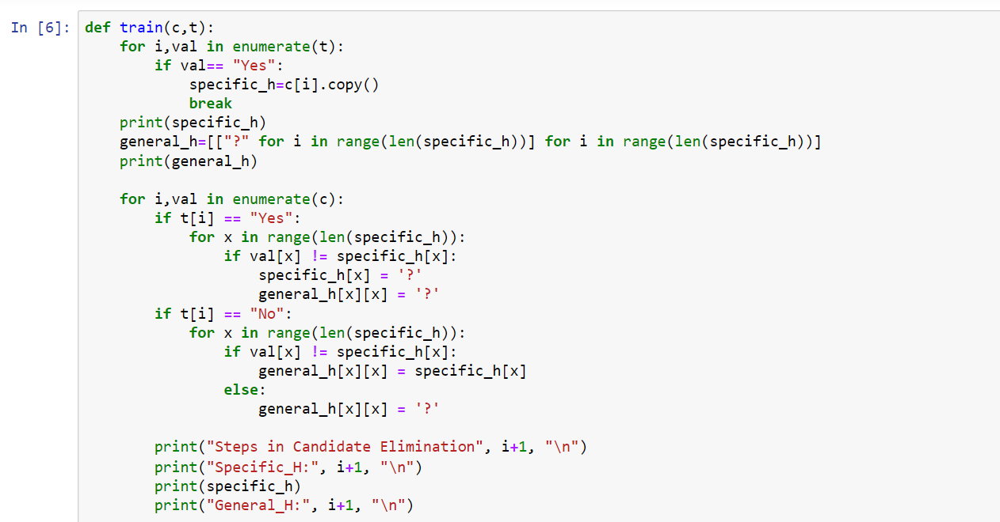 In [6]: def train(c,t):
    for i,val in enumerate(t):
        if val== "Yes":
            specific_h=c[i].copy()
            break
    print(specific_h)
    general_h=[["?" for i in range(len(specific_h))] for i in range(len(specific_h))]
    print(general_h)

    for i,val in enumerate(c):
        if t[i] == "Yes":
            for x in range(len(specific_h)):
                if val[x] != specific_h[x]:
                    specific_h[x] = '?'
                    general_h[x][x] = '?'
        if t[i] == "No":
            for x in range(len(specific_h)):
                if val[x] != specific_h[x]:
                    general_h[x][x] = specific_h[x]
                else:
                    general_h[x][x] = '?'

        print("Steps in Candidate Elimination", i+1, "\n")
        print("Specific_H:", i+1, "\n")
        print(specific_h)
        print("General_H:", i+1, "\n")